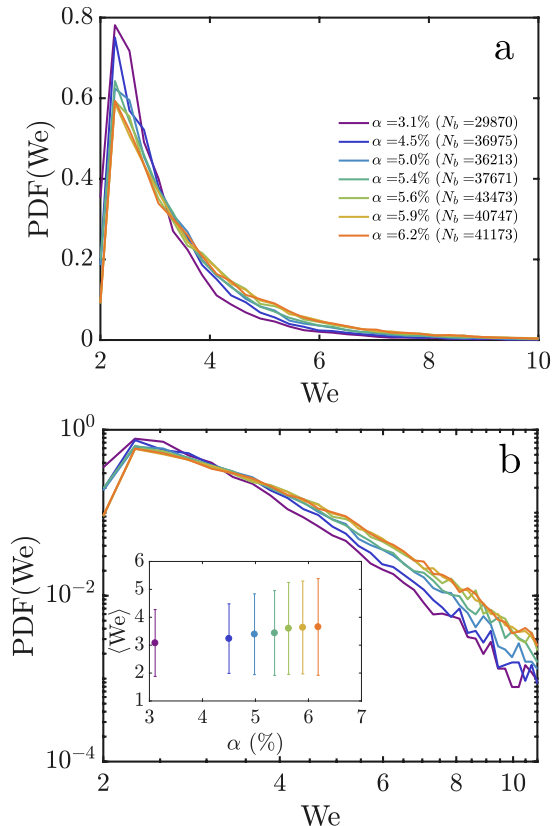 0.8
0.6
0.4
0.2
0
PDF(We)
a
α =3.1% (N_b =29870)
α =4.5% (N_b =36975)
α =5.0% (N_b =36213)
α =5.4% (N_b =37671)
α =5.6% (N_b =43473)
α =5.9% (N_b =40747)
α =6.2% (N_b =41173)
2 4 6 8 10
We
10^0
10^−2
10^−4
PDF(We)
b
6
5
4
3
2
1
⟨We⟩
3 4 5 6 7
α (%)
2 4 6 8 10
We